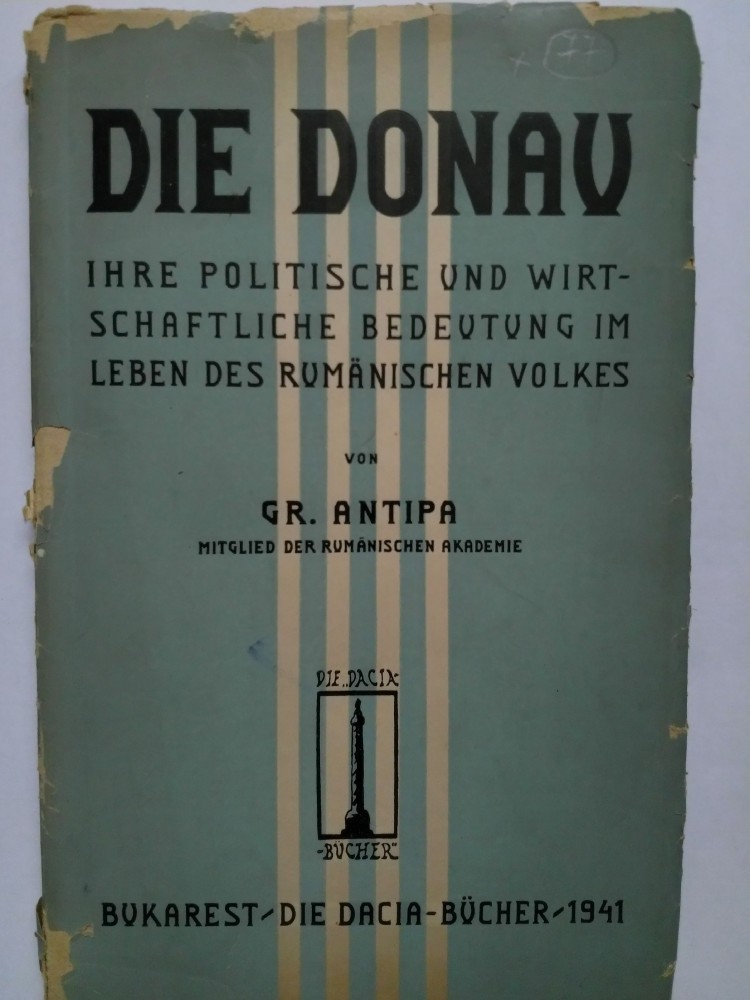 × 77
DIE DONAU
IHRE POLITISCHE UND WIRT-
SCHAFTLICHE BEDEUTUNG IM
LEBEN DES RUMÄNISCHEN VOLKES
VON
GR. ANTIPA
MITGLIED DER RUMÄNISCHEN AKADEMIE
DIE „DACIA
-BÜCHER“
BUKAREST-DIE DACIA-BÜCHER-1941